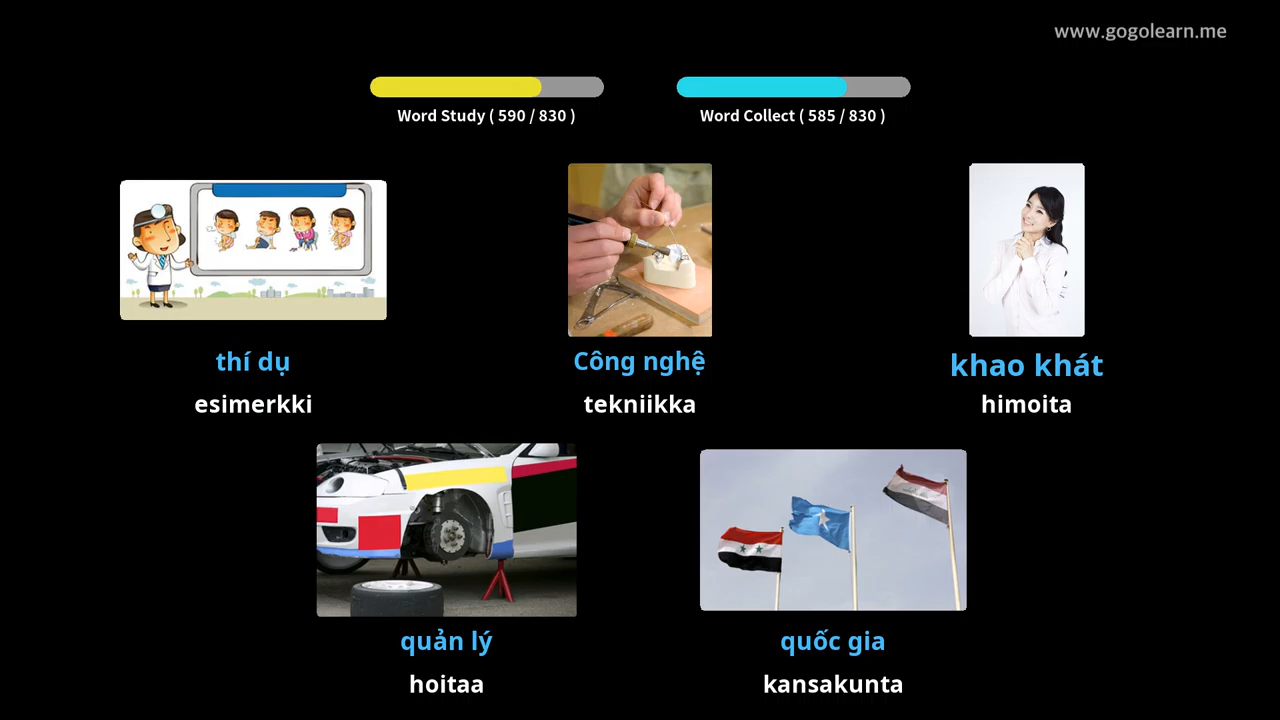 www.gogolearn.me
Word Study ( 590 / 830 )
Word Collect ( 585 / 830 )
thí dụ
esimerkki
Công nghệ
tekniikka
khao khát
himoita
quản lý
hoitaa
quốc gia
kansakunta